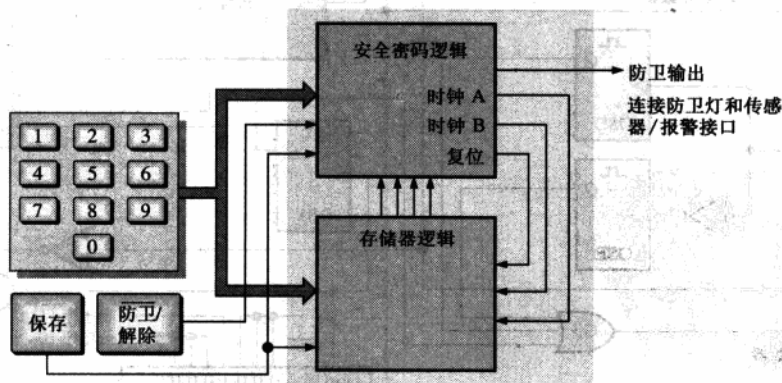 安全密码逻辑
时钟 A
时钟 B
复位
防卫输出
连接防卫灯和传感
器/报警接口
1 2 3
4 5 6
7 8 9
0
存储器逻辑
保存
防卫/
解除